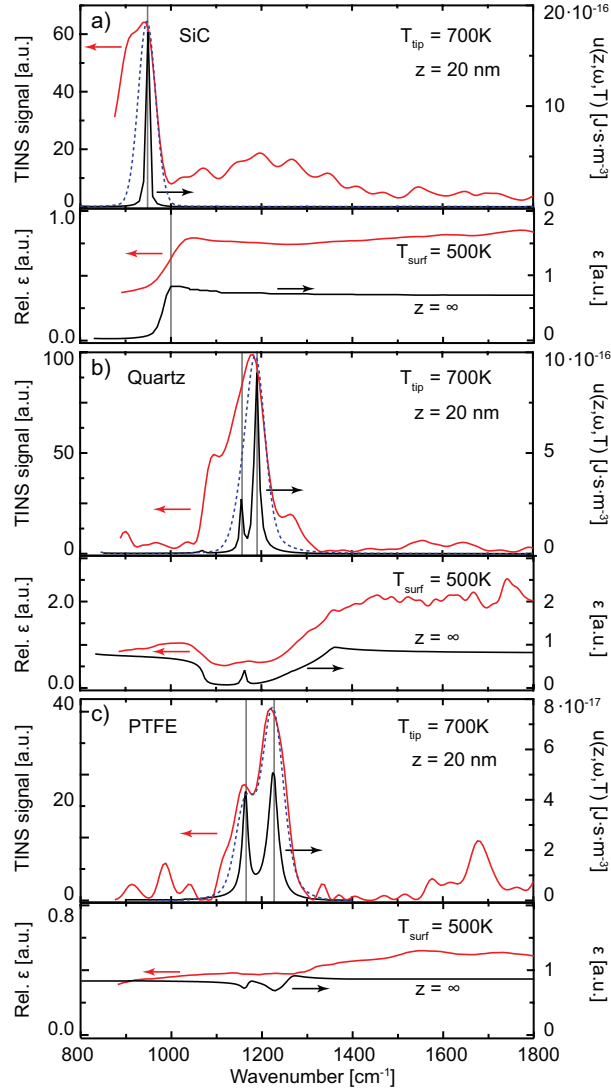 a) SiC
T_tip = 700K
z = 20 nm
TINS signal [a.u.]
60
40
20
0
u(z,ω,T) [J·s·m⁻³]
20·10⁻¹⁶
10
0
Rel. ε [a.u.]
1.0
0.0
T_surf = 500K
z = ∞
ε [a.u.]
2
1
0
b) Quartz
T_tip = 700K
z = 20 nm
TINS signal [a.u.]
100
50
0
u(z,ω,T) [J·s·m⁻³]
10·10⁻¹⁶
5
0
Rel. ε [a.u.]
2.0
0.0
T_surf = 500K
z = ∞
ε [a.u.]
2
1
0
c) PTFE
T_tip = 700K
z = 20 nm
TINS signal [a.u.]
20
0
u(z,ω,T) [J·s·m⁻³]
8·10⁻¹⁷
6
4
2
0
Rel. ε [a.u.]
0.8
0.0
T_surf = 500K
z = ∞
ε [a.u.]
2
1
0
800 1000 1200 1400 1600 1800
Wavenumber [cm⁻¹]